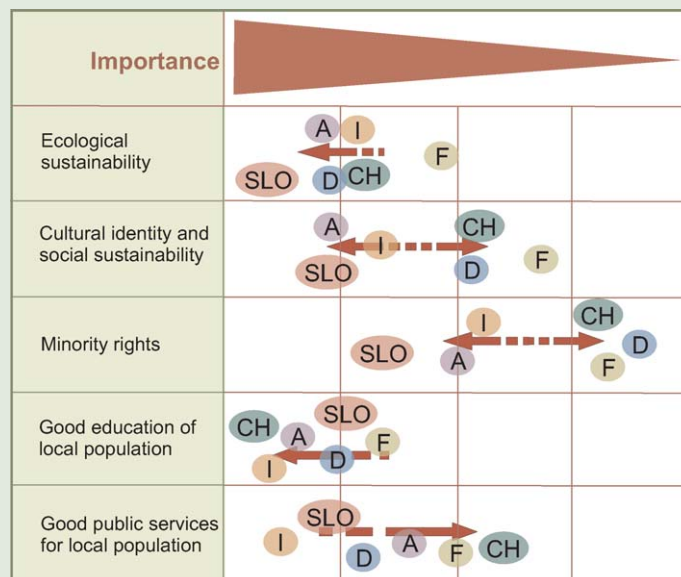 Importance
A I
Ecological
sustainability
F
SLO D CH
A CH
Cultural identity and
social sustainability
I
F
SLO D
I CH
Minority rights
D
SLO A F
SLO
CH
Good education of
local population
A F
I D
SLO
Good public services
for local population
I D A F CH